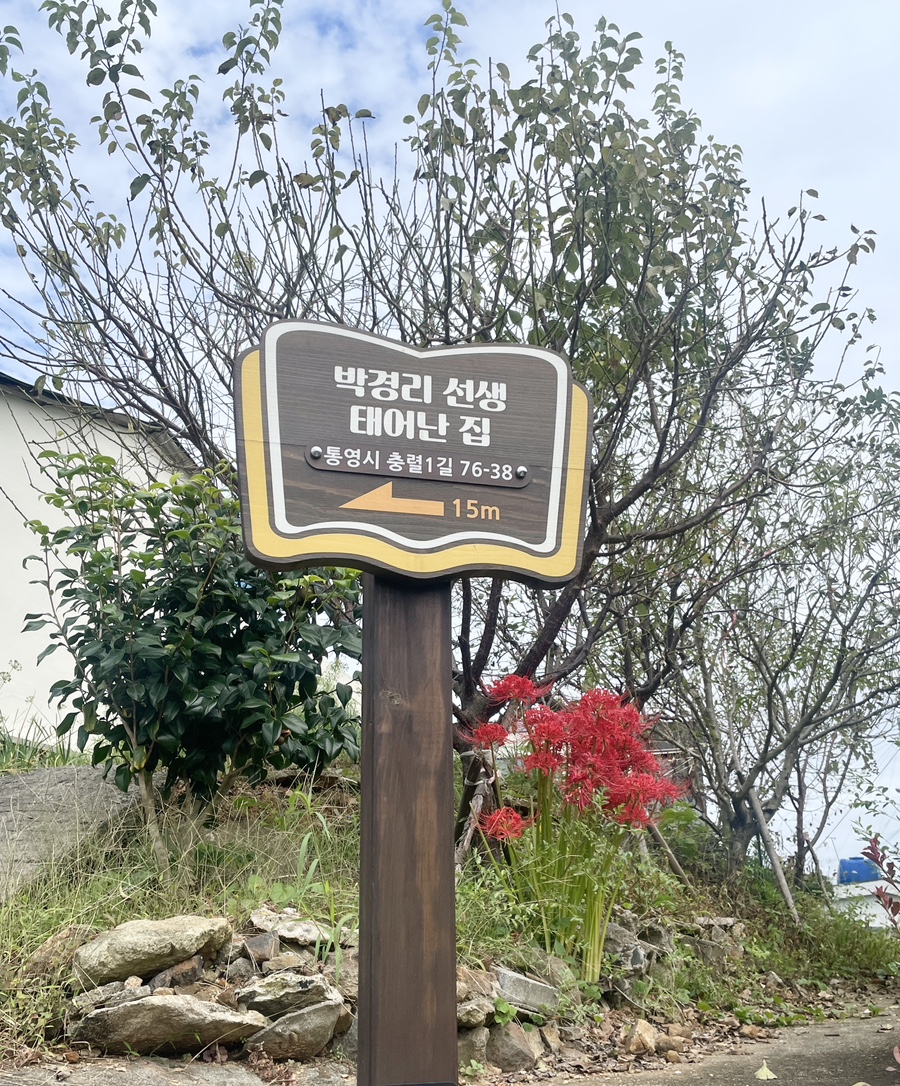 박경리 선생
태어난 집
통영시 충렬1길 76-38
15m